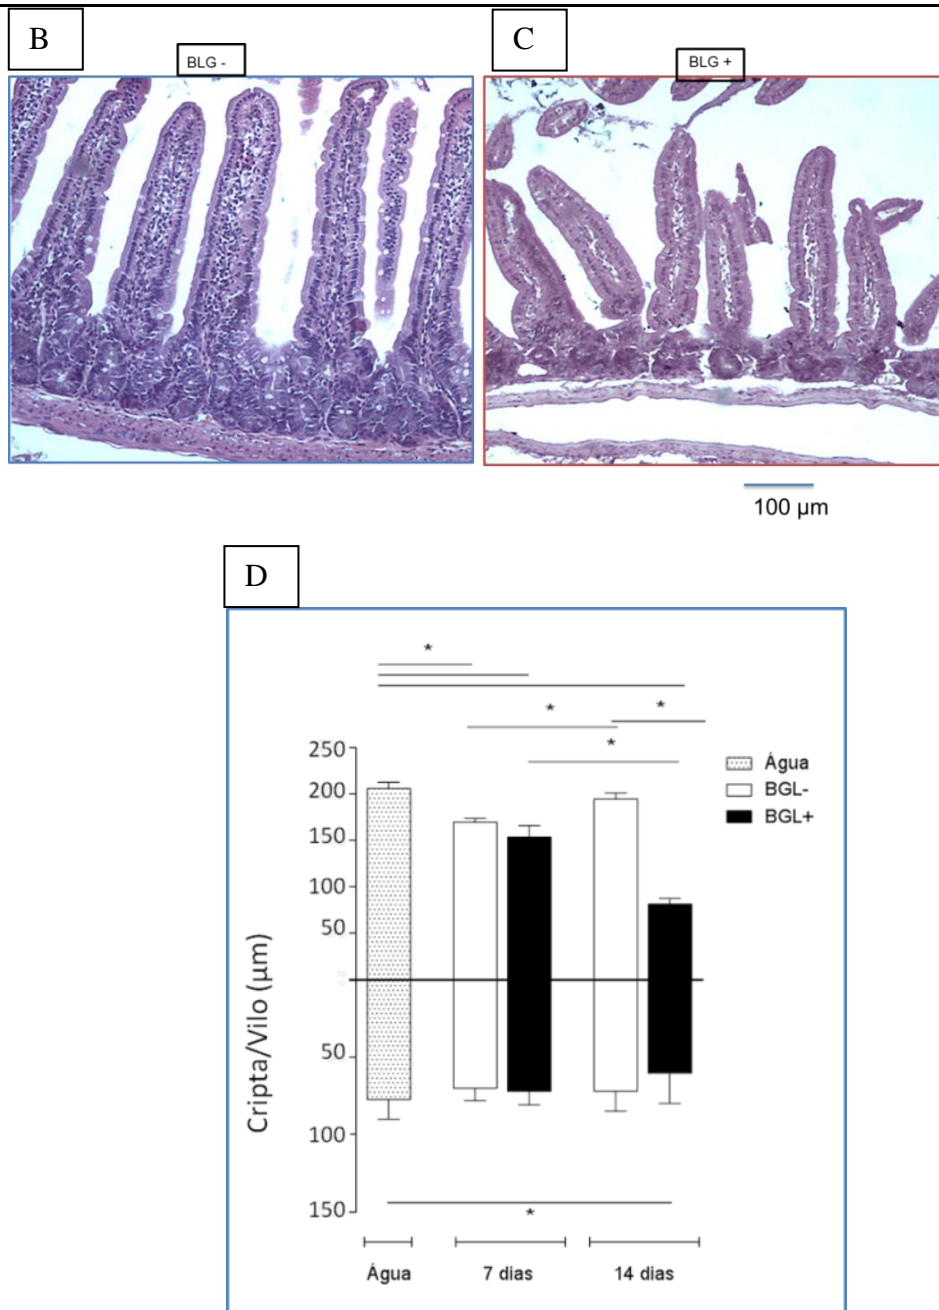 B
C
BLG -
BLG +
100 µm
D
*
*
*
*
250
200
150
100
50
50
100
150
Cripta/Vilo (µm)
Água
BGL-
BGL+
*
Água
7 dias
14 dias